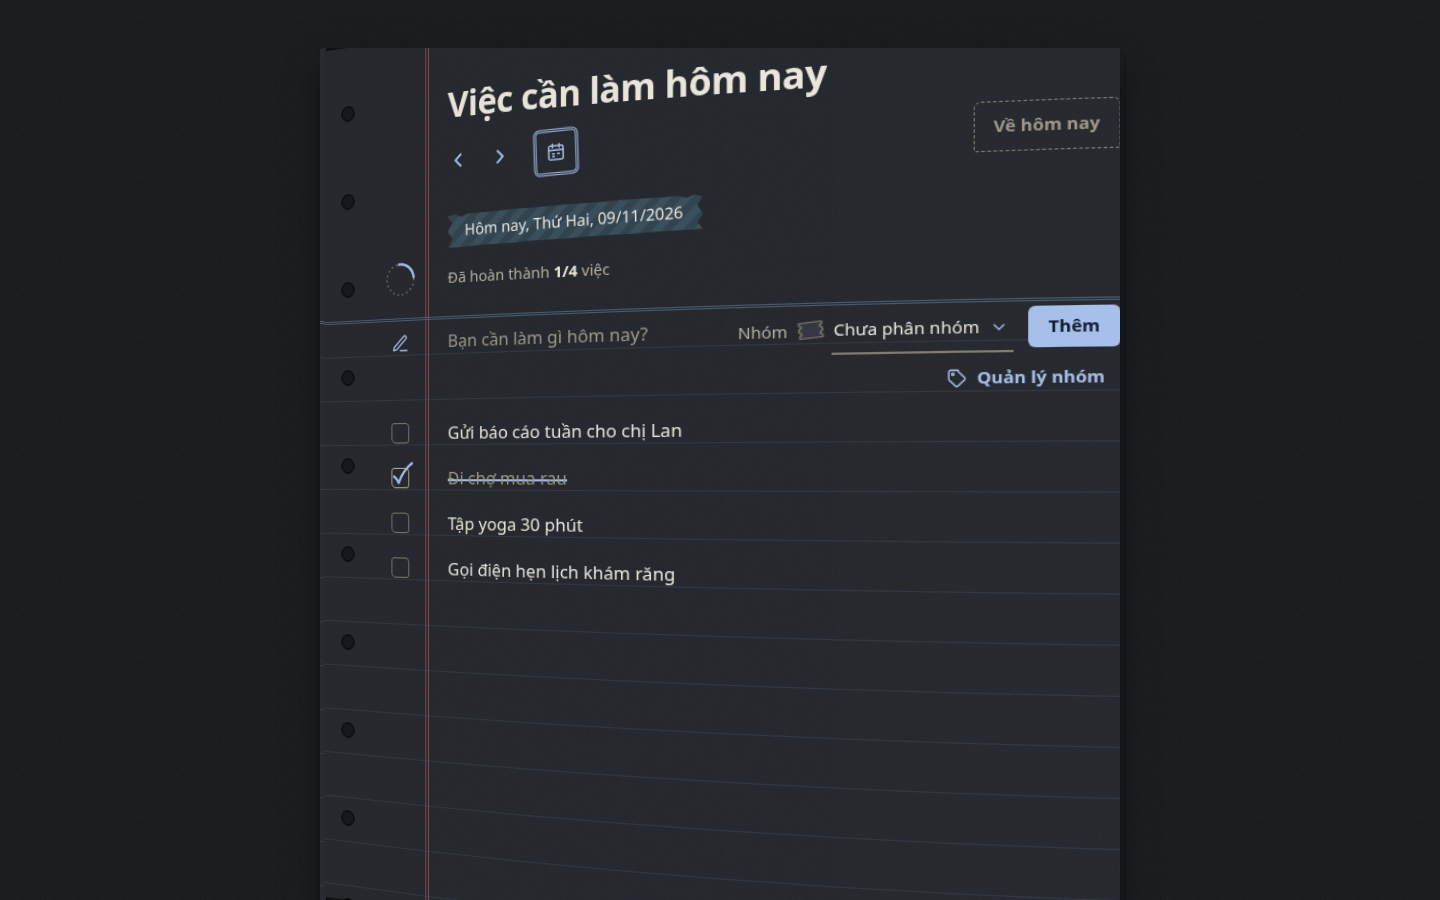 Việc cần làm hôm nay
Về hôm nay
Hôm nay, Thứ Hai, 09/11/2026
Đã hoàn thành 1/4 việc
Bạn cần làm gì hôm nay? Nhóm Chưa phân nhóm Thêm
Quản lý nhóm
Gửi báo cáo tuần cho chị Lan
Đi chợ mua rau
Tập yoga 30 phút
Gọi điện hẹn lịch khám răng